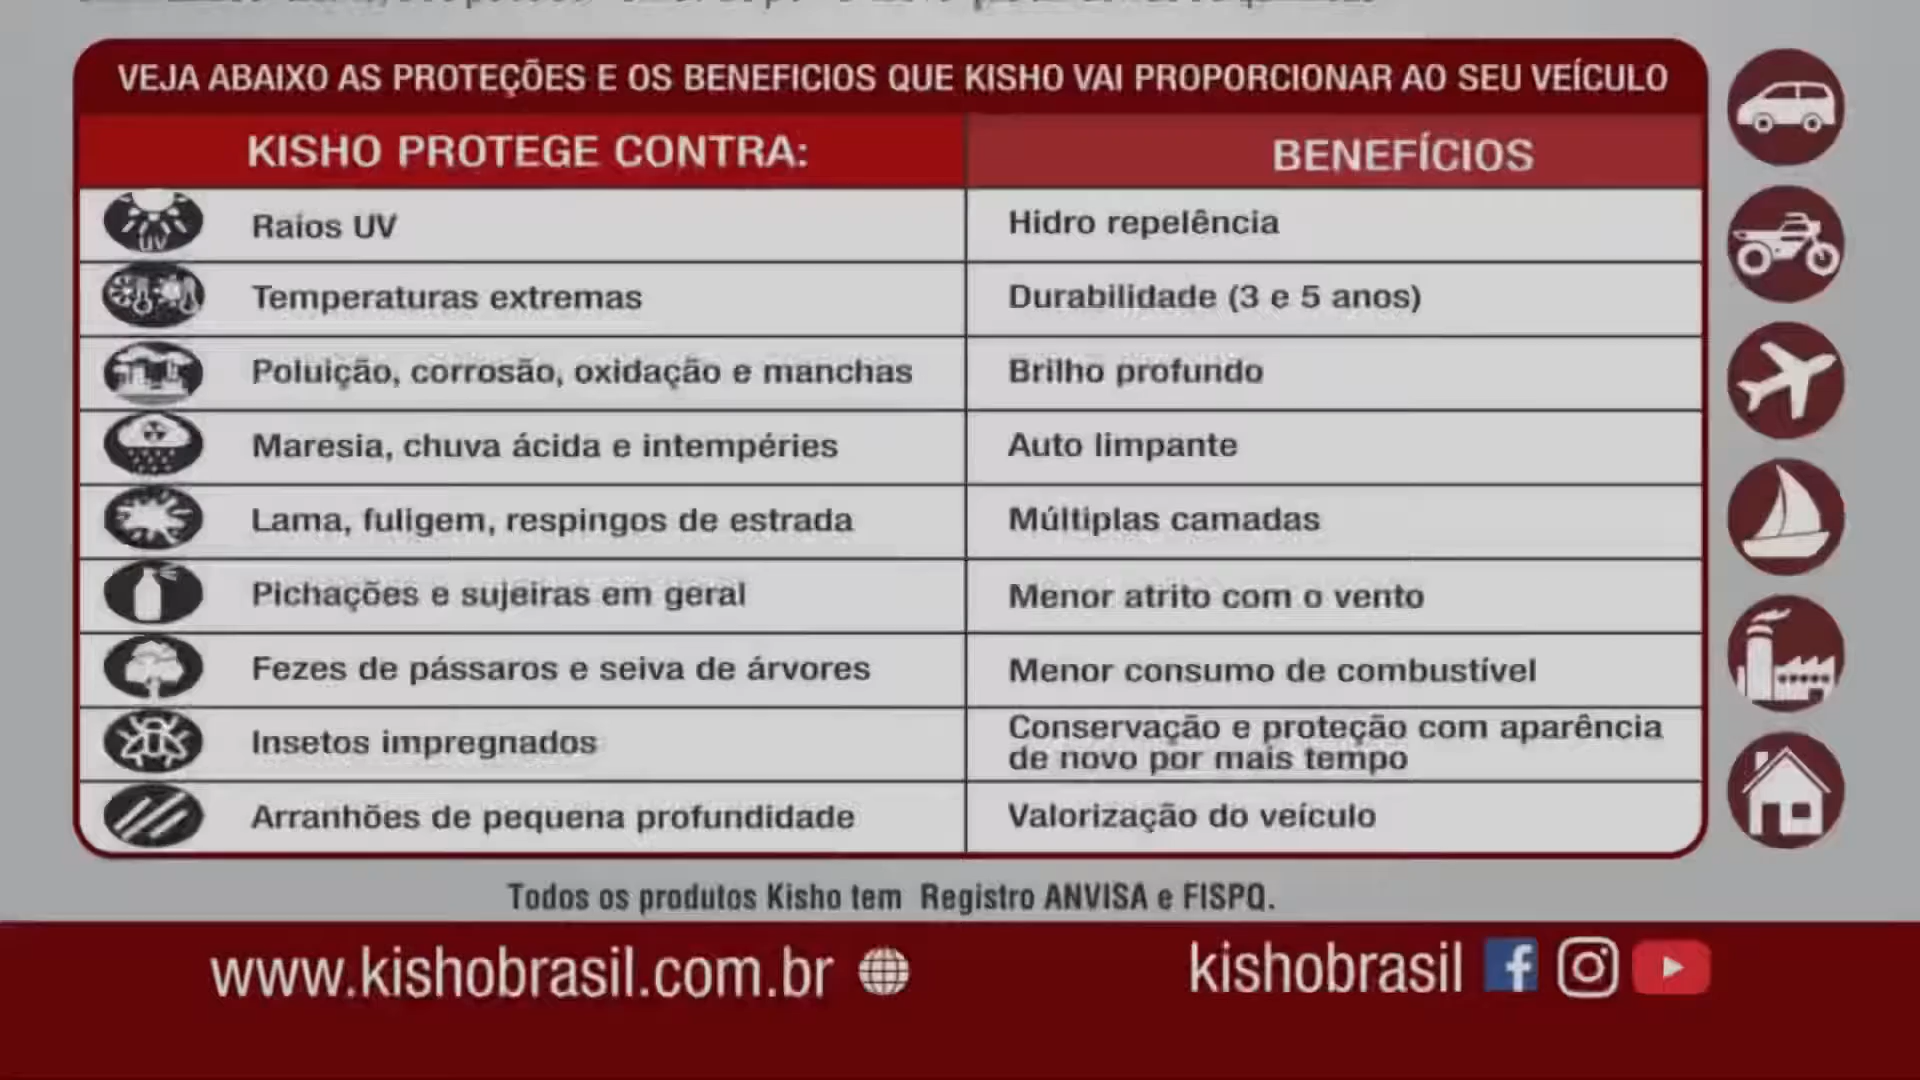 VEJA ABAIXO AS PROTEÇÕES E OS BENEFICIOS QUE KISHO VAI PROPORCIONAR AO SEU VEÍCULO
KISHO PROTEGE CONTRA: BENEFÍCIOS
UV
Raios UV Hidro repelência
Temperaturas extremas Durabilidade (3 e 5 anos)
Poluição, corrosão, oxidação e manchas Brilho profundo
Maresia, chuva ácida e intempéries Auto limpante
Lama, fuligem, respingos de estrada Múltiplas camadas
Pichações e sujeiras em geral Menor atrito com o vento
Fezes de pássaros e seiva de árvores Menor consumo de combustível
Insetos impregnados Conservação e proteção com aparência
de novo por mais tempo
Arranhões de pequena profundidade Valorização do veículo
Todos os produtos Kisho tem Registro ANVISA e FISPQ.
www.kishobrasil.com.br kishobrasil